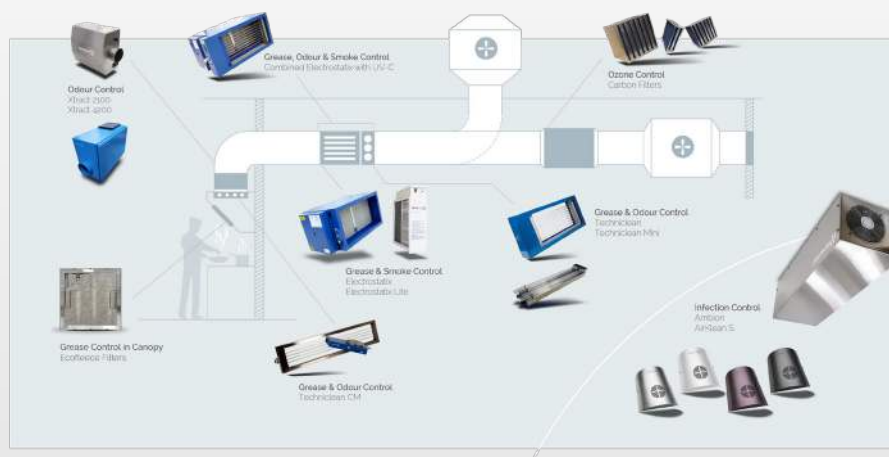 Grease, Odour & Smoke Control
Combined Electrostatic with UV-C
Odour Control
Xtract 2100
Xtract 4200
Ozone Control
Carbon Filters
Grease & Odour Control
Techniclean
Techniclean Mini
Grease & Smoke Control
Electrostatix
Electrostatix Lite
Infection Control
Ambion
Grease Control in Canopy
Ecofleece Filters
Grease & Odour Control
Techniclean CM